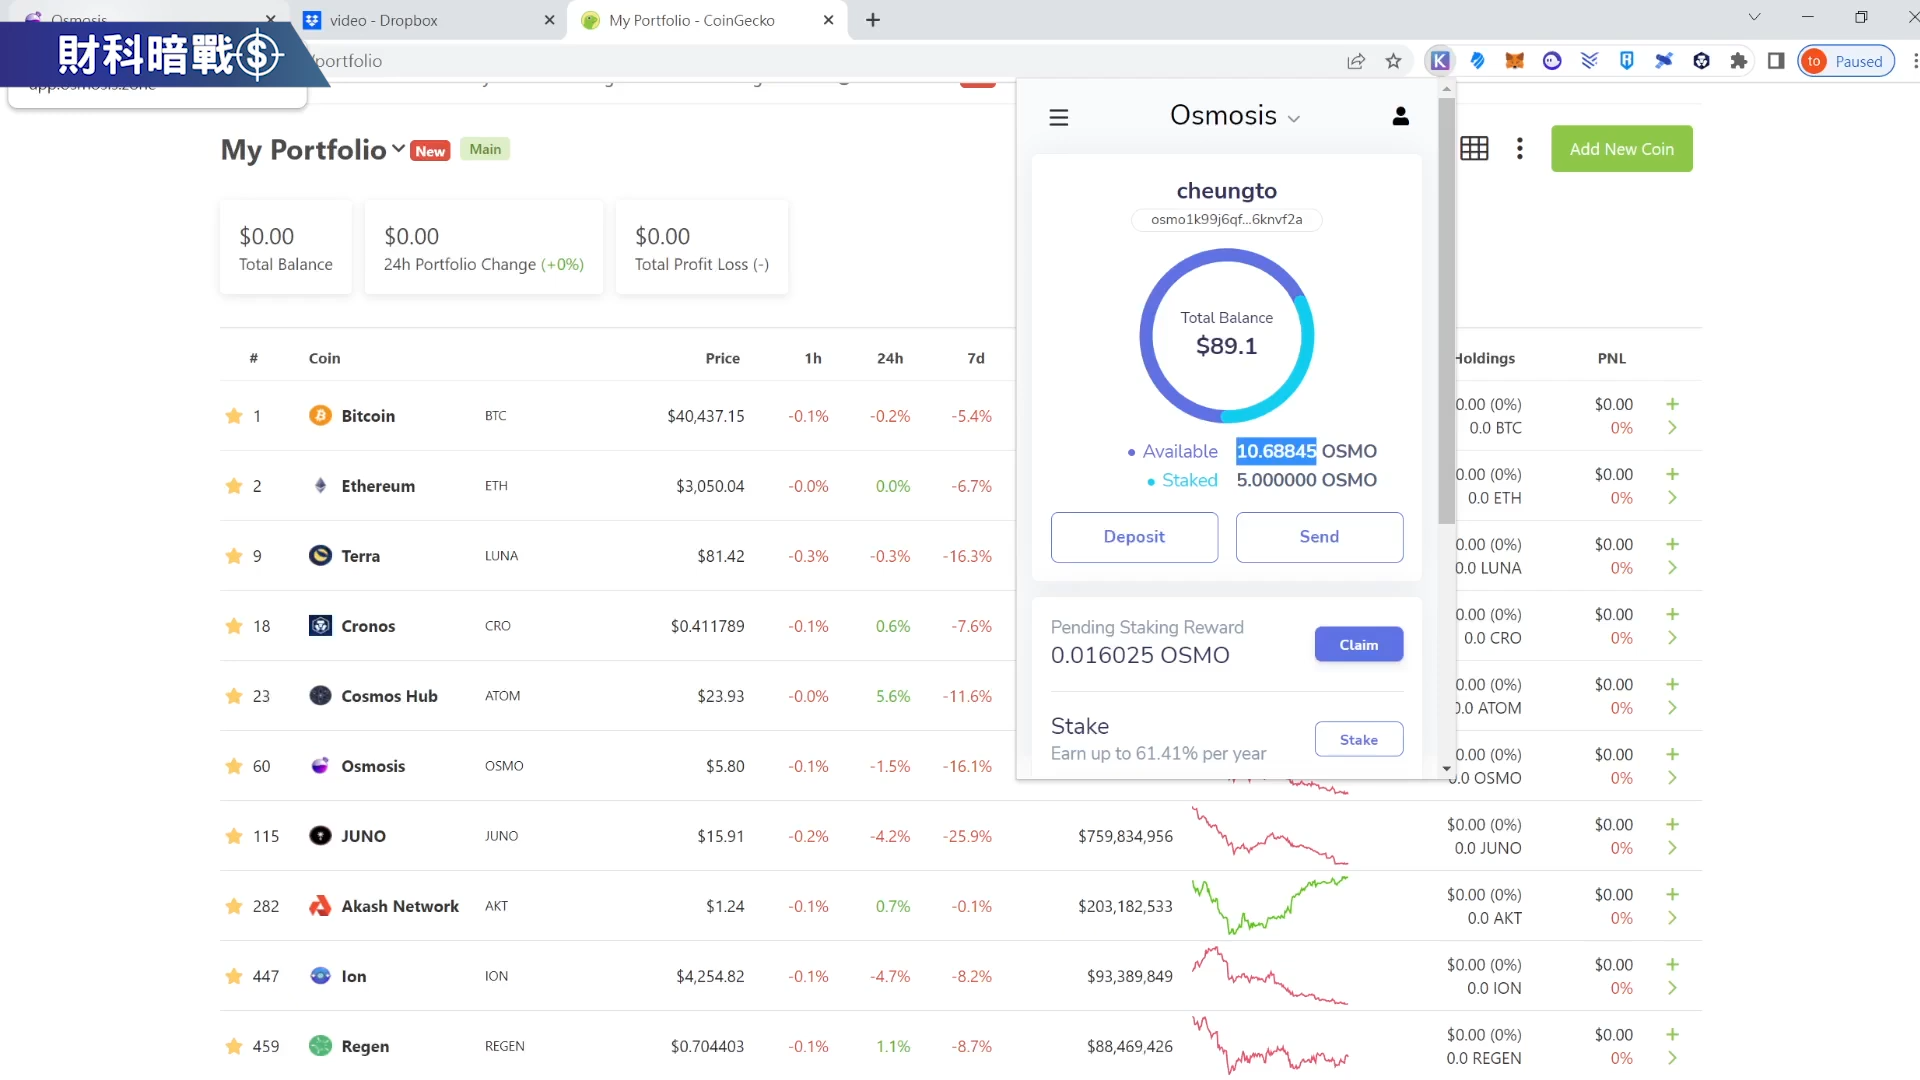 Osmosis
video - Dropbox
My Portfolio - CoinGecko
財科暗戰$
/portfolio
to Paused
app.osmosis.zone
My Portfolio New Main
Add New Coin
$0.00
Total Balance
$0.00
24h Portfolio Change (+0%)
$0.00
Total Profit Loss (-)
# Coin Price 1h 24h 7d Holdings PNL
1 Bitcoin BTC $40,437.15 -0.1% -0.2% -5.4% 0.00 (0%) $0.00
0.0 BTC 0%
2 Ethereum ETH $3,050.04 -0.0% 0.0% -6.7% 0.00 (0%) $0.00
0.0 ETH 0%
9 Terra LUNA $81.42 -0.3% -0.3% -16.3% 0.00 (0%) $0.00
0.0 LUNA 0%
18 Cronos CRO $0.411789 -0.1% 0.6% -7.6% 0.00 (0%) $0.00
0.0 CRO 0%
23 Cosmos Hub ATOM $23.93 -0.0% 5.6% -11.6% 0.00 (0%) $0.00
0.0 ATOM 0%
60 Osmosis OSMO $5.80 -0.1% -1.5% -16.1% 0.00 (0%) $0.00
0.0 OSMO 0%
115 JUNO JUNO $15.91 -0.2% -4.2% -25.9% $759,834,956 $0.00 (0%) $0.00
0.0 JUNO 0%
282 Akash Network AKT $1.24 -0.1% 0.7% -0.1% $203,182,533 $0.00 (0%) $0.00
0.0 AKT 0%
447 Ion ION $4,254.82 -0.1% -4.7% -8.2% $93,389,849 $0.00 (0%) $0.00
0.0 ION 0%
459 Regen REGEN $0.704403 -0.1% 1.1% -8.7% $88,469,426 $0.00 (0%) $0.00
0.0 REGEN 0%
Osmosis
cheungto
osmo1k99j6qf...6knvf2a
Total Balance
$89.1
Available 10.68845 OSMO
Staked 5.000000 OSMO
Deposit Send
Pending Staking Reward
0.016025 OSMO
Claim
Stake
Earn up to 61.41% per year
Stake